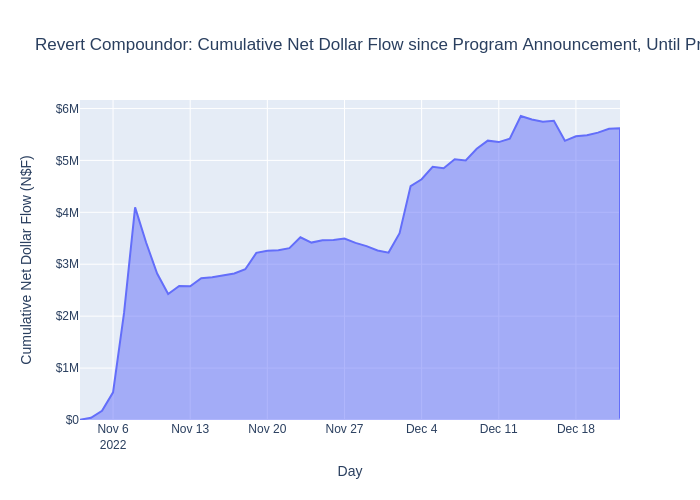 Revert Compoundor: Cumulative Net Dollar Flow since Program Announcement, Until Pr
$6M
$5M
$4M
$3M
$2M
$1M
$0
Cumulative Net Dollar Flow (N$F)
Nov 6 Nov 13 Nov 20 Nov 27 Dec 4 Dec 11 Dec 18
2022
Day